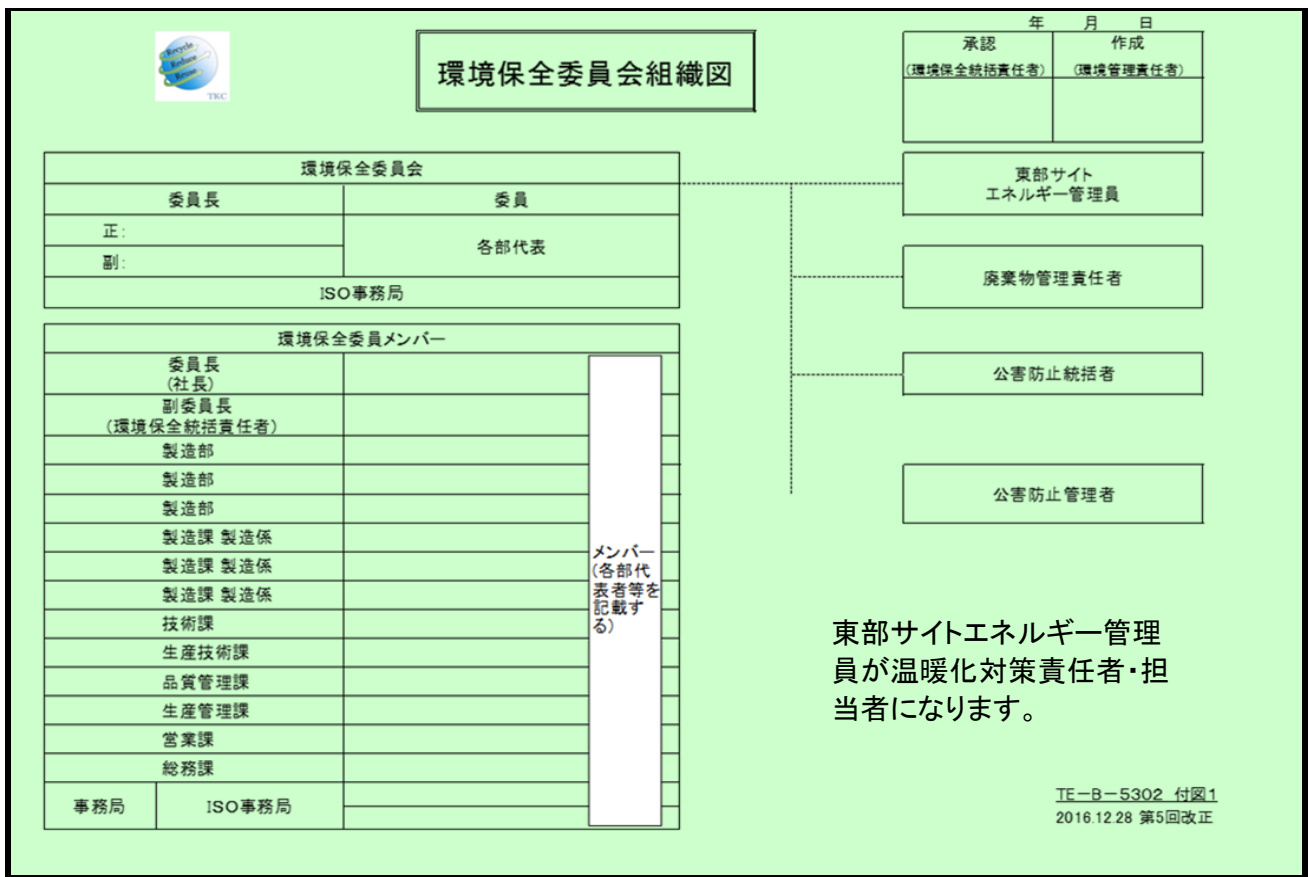 Recycle
Reduce
Reuse
TKC
環境保全委員会組織図
年 月 日
承認 作成
(環境保全統括責任者) (環境管理責任者)
環境保全委員会
委員長 委員
正:
副:
各部代表
ISO事務局
東部サイト
エネルギー管理員
廃棄物管理責任者
公害防止統括者
公害防止管理者
環境保全委員メンバー
委員長
(社長)
副委員長
(環境保全統括責任者)
製造部
製造部
製造部
製造課 製造係
製造課 製造係
製造課 製造係
技術課
生産技術課
品質管理課
生産管理課
営業課
総務課
事務局 ISO事務局
メンバー
(各部代
表者等を
記載す
る)
東部サイトエネルギー管理
員が温暖化対策責任者・担
当者になります。
TE-B-5302 付図1
2016.12.28 第5回改正